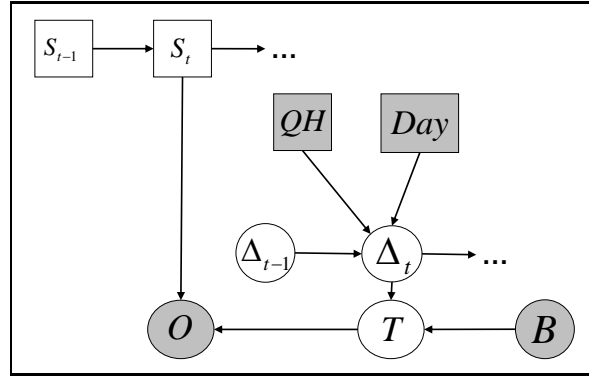 S_{t-1} S_t ...
QH Day
Δ_{t-1} Δ_t ...
O T B